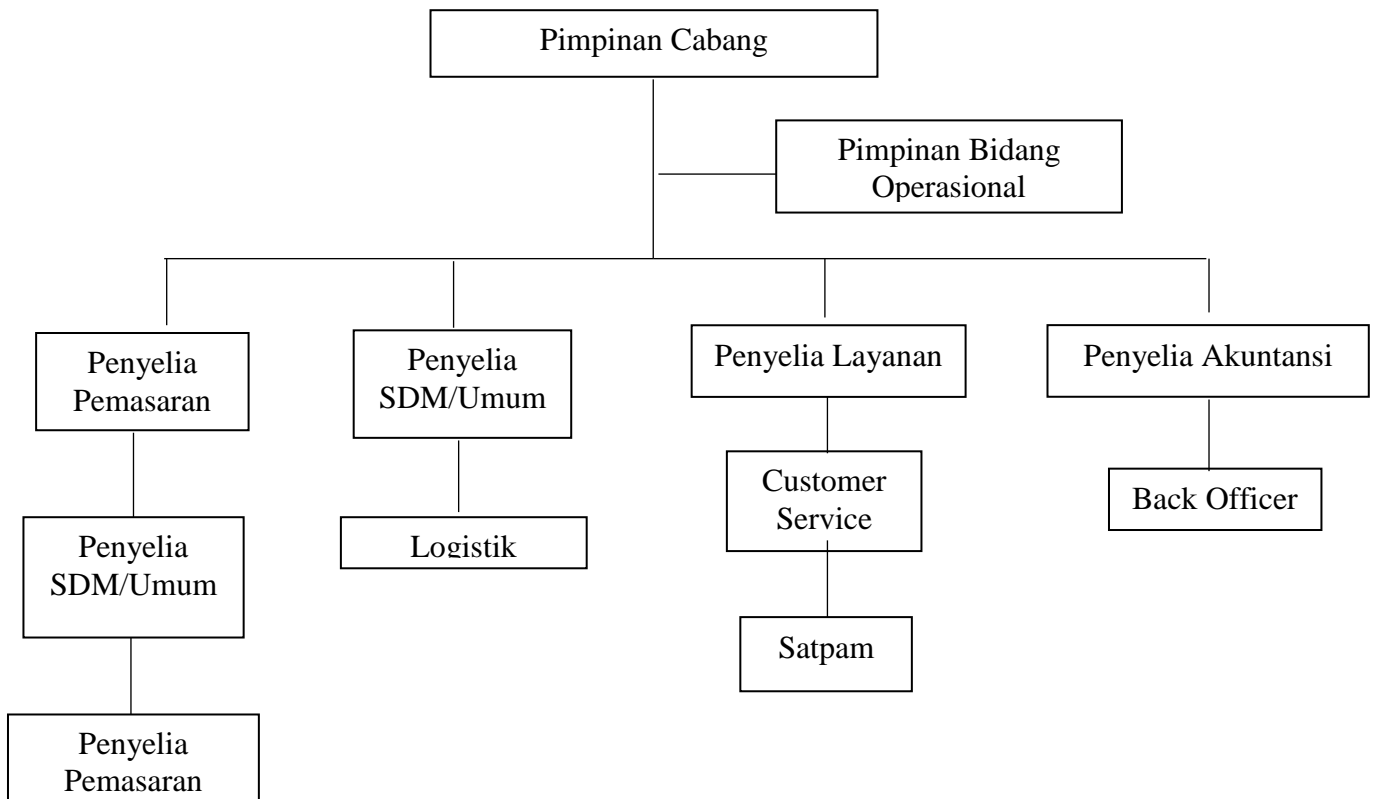 Pimpinan Cabang
Pimpinan Bidang
Operasional
Penyelia
Pemasaran
Penyelia
SDM/Umum
Penyelia Layanan
Penyelia Akuntansi
Customer
Service
Back Officer
Penyelia
SDM/Umum
Logistik
Satpam
Penyelia
Pemasaran